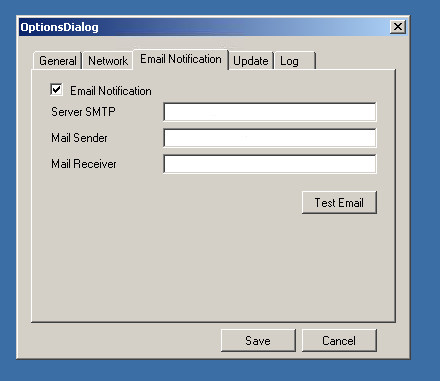 OptionsDialog
General Network Email Notification Update Log
Email Notification
Server SMTP
Mail Sender
Mail Receiver
Test Email
Save Cancel